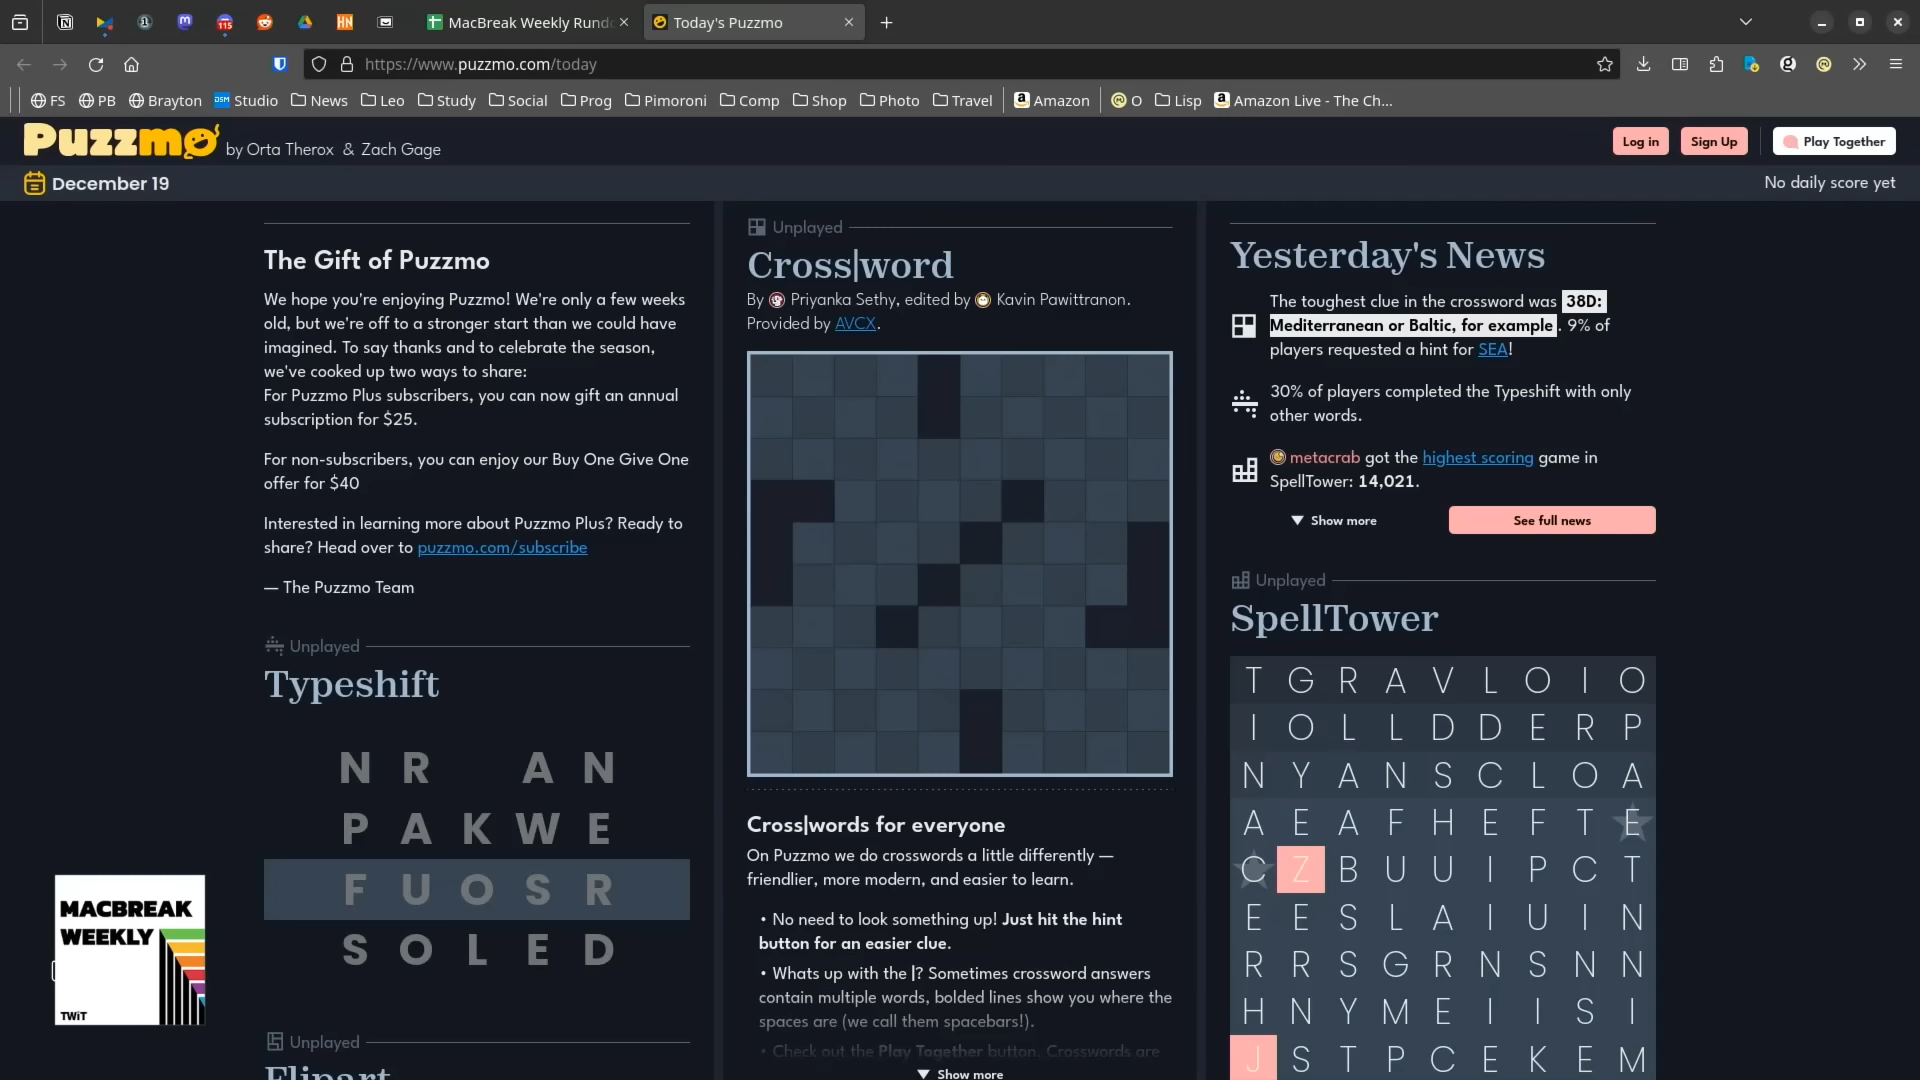 115
HN
MacBreak Weekly Rundo
Today's Puzzmo
https://www.puzzmo.com/today
FS
PB
Brayton
DSM Studio
News
Leo
Study
Social
Prog
Pimoroni
Comp
Shop
Photo
Travel
Amazon
O
Lisp
Amazon Live - The Ch...
Puzzmo by Orta Therox & Zach Gage
Log in
Sign Up
Play Together
December 19
No daily score yet
The Gift of Puzzmo
We hope you're enjoying Puzzmo! We're only a few weeks
old, but we're off to a stronger start than we could have
imagined. To say thanks and to celebrate the season,
we've cooked up two ways to share:
For Puzzmo Plus subscribers, you can now gift an annual
subscription for $25.
For non-subscribers, you can enjoy our Buy One Give One
offer for $40
Interested in learning more about Puzzmo Plus? Ready to
share? Head over to puzzmo.com/subscribe
— The Puzzmo Team
Unplayed
Typeshift
N R A N
P A K W E
F U O S R
S O L E D
Unplayed
Flipart
MACBREAK
WEEKLY
TWiT
Unplayed
Cross|word
By Priyanka Sethy, edited by Kavin Pawittranon.
Provided by AVCX.
Cross|words for everyone
On Puzzmo we do crosswords a little differently —
friendlier, more modern, and easier to learn.
• No need to look something up! Just hit the hint
button for an easier clue.
• Whats up with the |? Sometimes crossword answers
contain multiple words, bolded lines show you where the
spaces are (we call them spacebars!).
• Check out the Play Together button. Crosswords are
Show more
Yesterday's News
The toughest clue in the crossword was 38D:
Mediterranean or Baltic, for example. 9% of
players requested a hint for SEA!
30% of players completed the Typeshift with only
other words.
metacrab got the highest scoring game in
SpellTower: 14,021.
Show more
See full news
Unplayed
SpellTower
T G R A V L O I O
I O L L D D E R P
N Y A N S C L O A
A E A F H E F T E
C Z B U U I P C T
E E S L A I U I N
R R S G R N S N N
H N Y M E I I S I
J S T P C E K E M